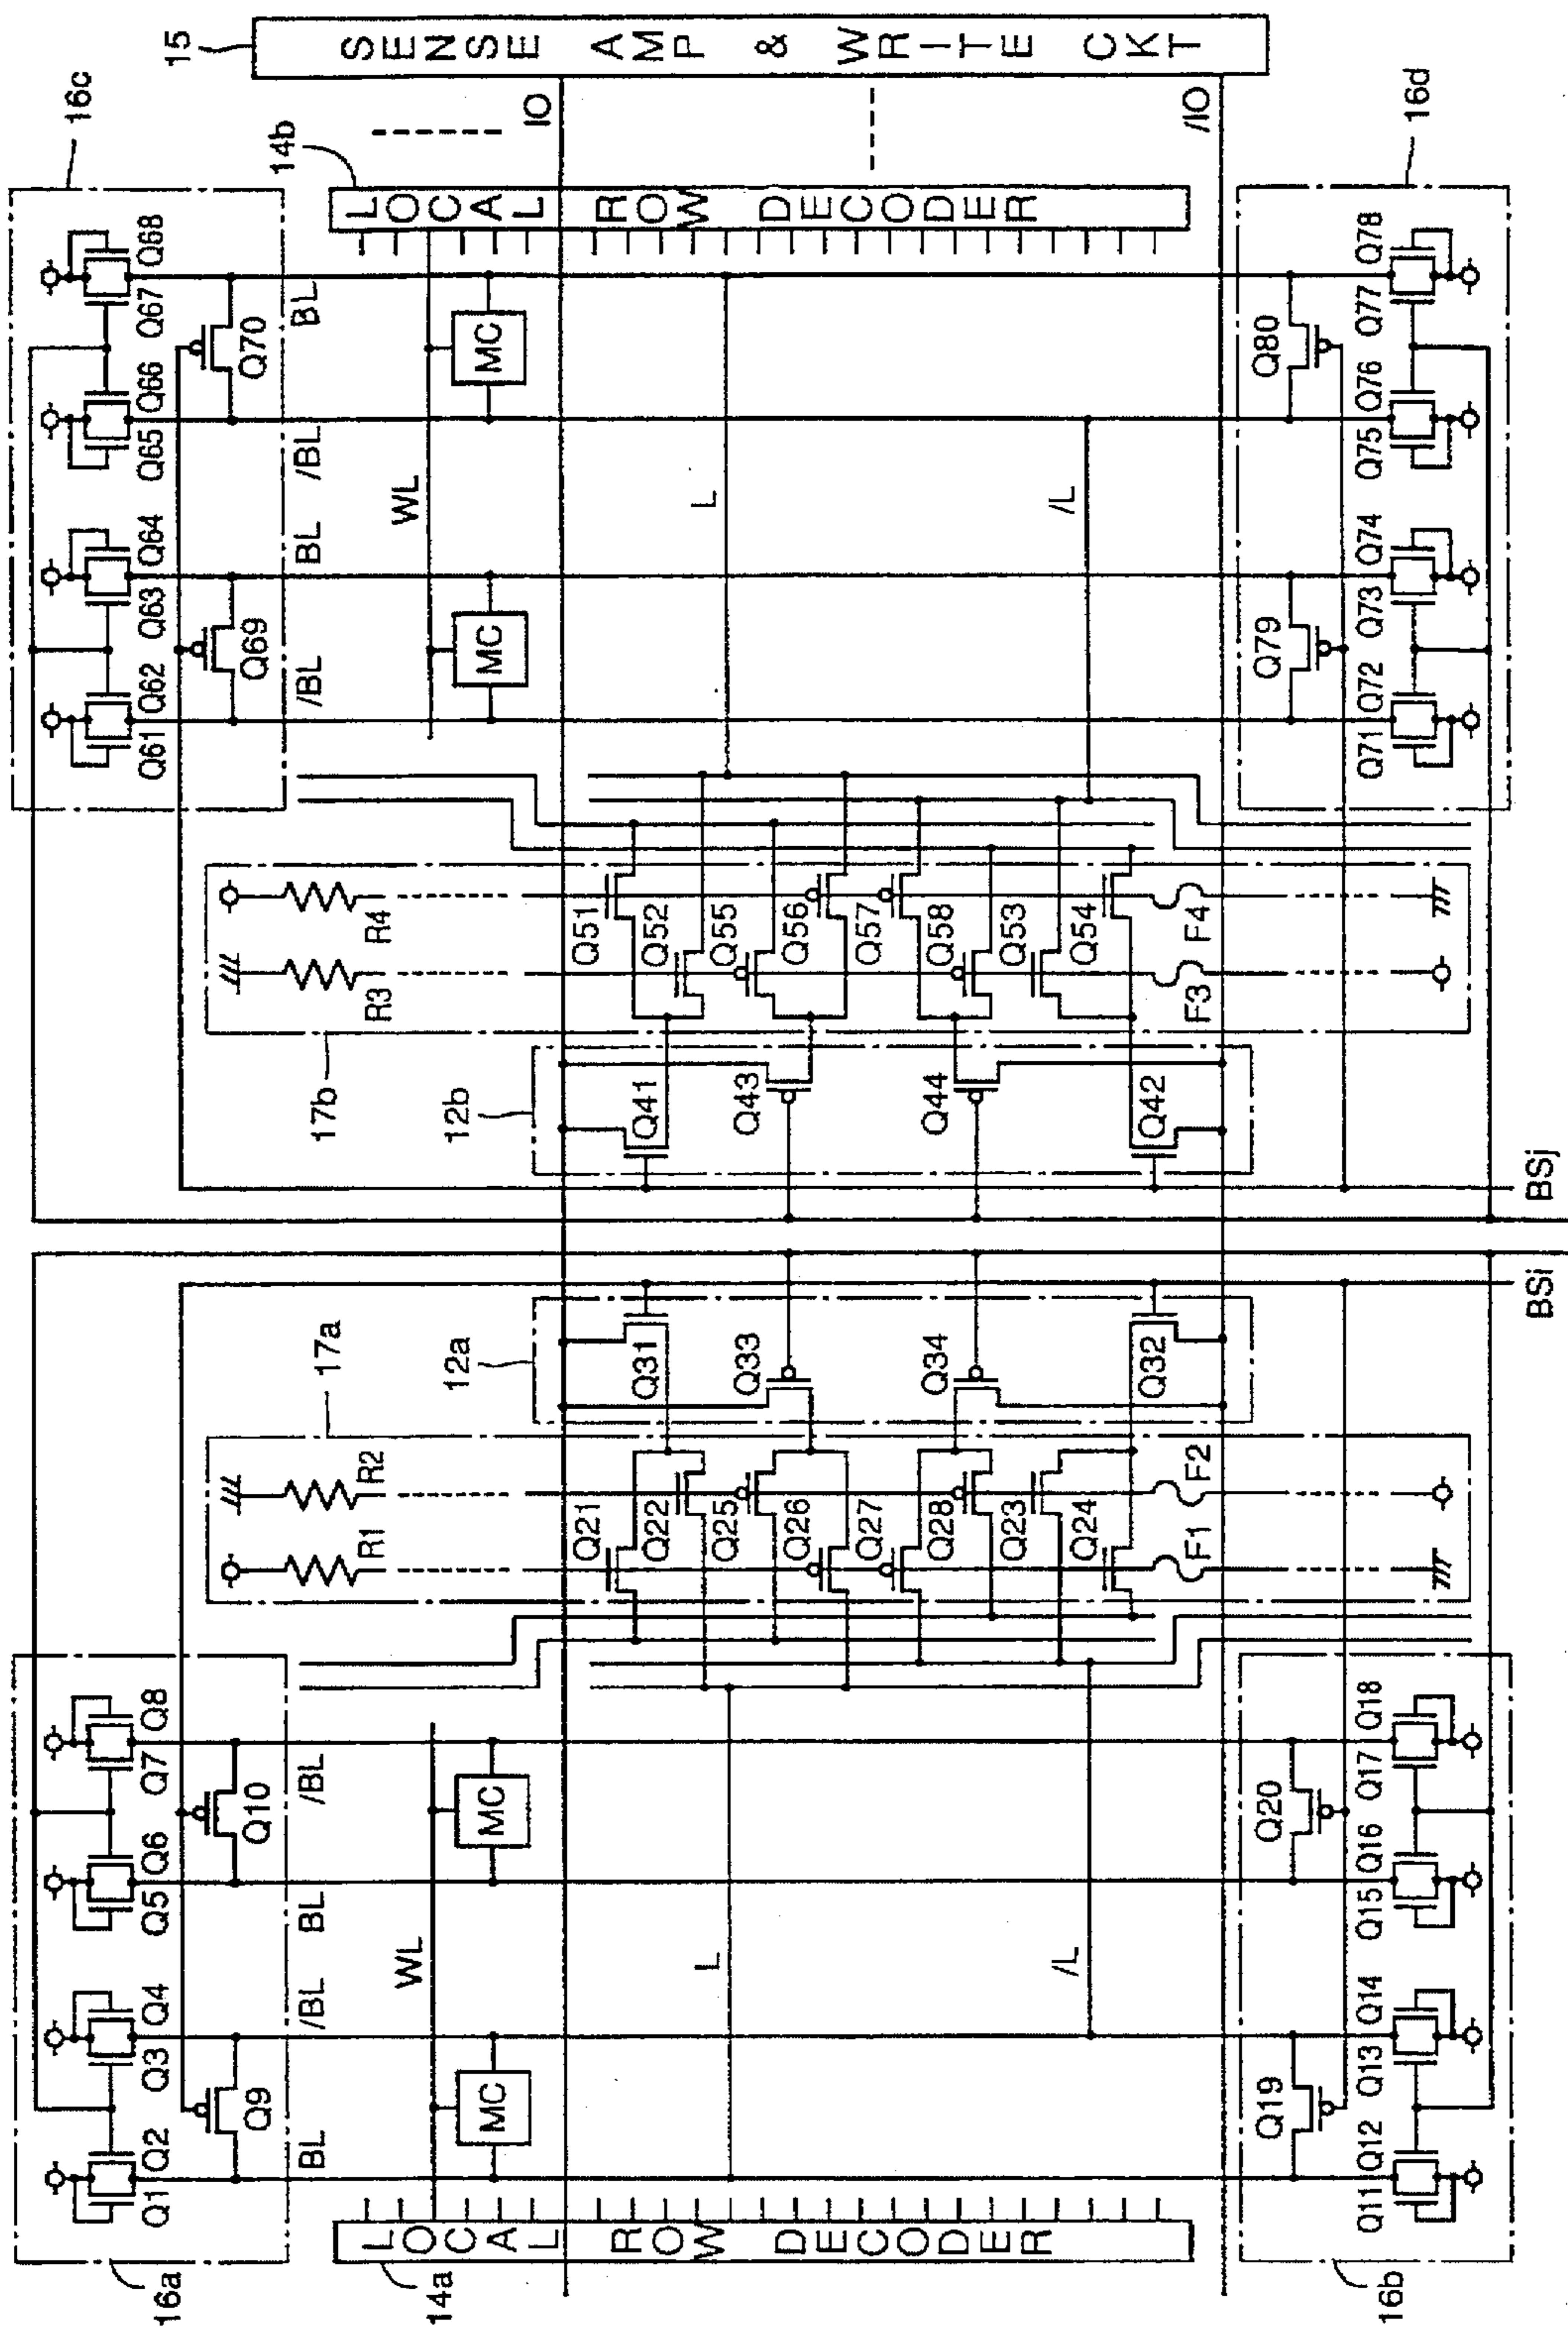 16a
16c
15
Q1 Q2
Q3 Q4
Q5 Q6
Q7 Q8
Q61 Q62
Q63 Q64
Q65 Q66
Q67 Q68
Q9
Q10
Q69
Q70
BL
/BL
BL
/BL
/BL
BL
/BL
BL
17a
17b
R1
R2
R3
R4
14a
LOCAL ROW DECODER
14b
LOCAL ROW DECODER
SENSE AMP & WRITE CKT
WL
WL
MC
MC
MC
MC
12a
12b
IO
Q21
Q22
Q25
Q26
Q27
Q28
Q23
Q24
Q31
Q33
Q34
Q32
Q41
Q43
Q44
Q42
Q51
Q52
Q55
Q56
Q57
Q58
Q53
Q54
L
L
/L
/L
F1
F2
F3
F4
/IO
Q19
Q20
Q79
Q80
Q11 Q12
Q13 Q14
Q15 Q16
Q17 Q18
Q71 Q72
Q73 Q74
Q75 Q76
Q77 Q78
16b
BSi
BSj
16d